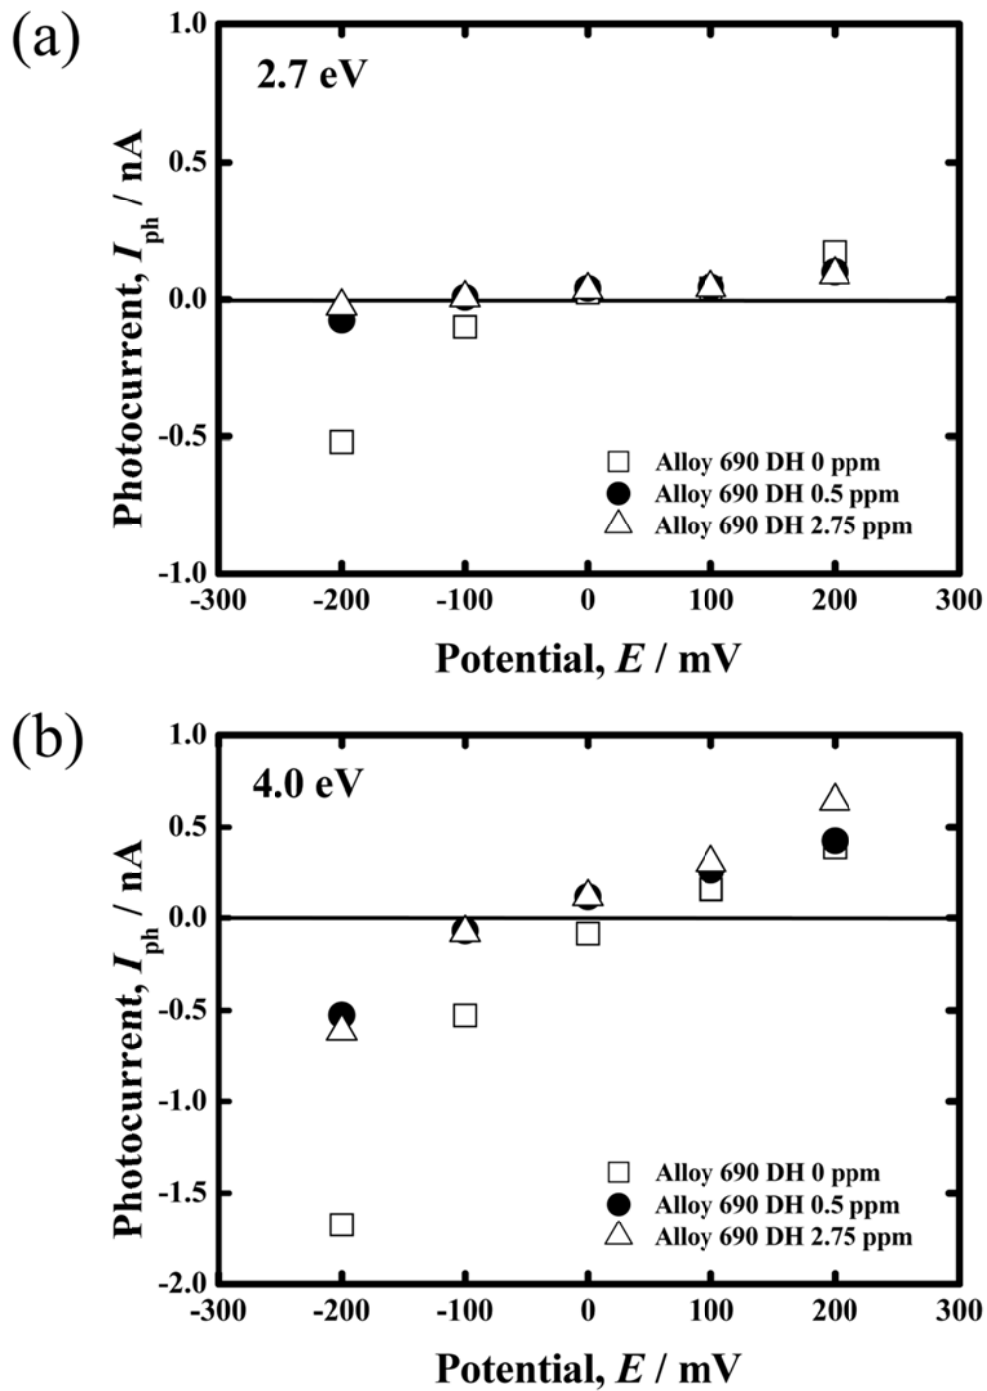 (a)
2.7 eV
Photocurrent, I_ph / nA
1.0
0.5
0.0
-0.5
-1.0
Alloy 690 DH 0 ppm
Alloy 690 DH 0.5 ppm
Alloy 690 DH 2.75 ppm
-300 -200 -100 0 100 200 300
Potential, E / mV
(b)
4.0 eV
Photocurrent, I_ph / nA
1.0
0.5
0.0
-0.5
-1.0
-1.5
-2.0
Alloy 690 DH 0 ppm
Alloy 690 DH 0.5 ppm
Alloy 690 DH 2.75 ppm
-300 -200 -100 0 100 200 300
Potential, E / mV